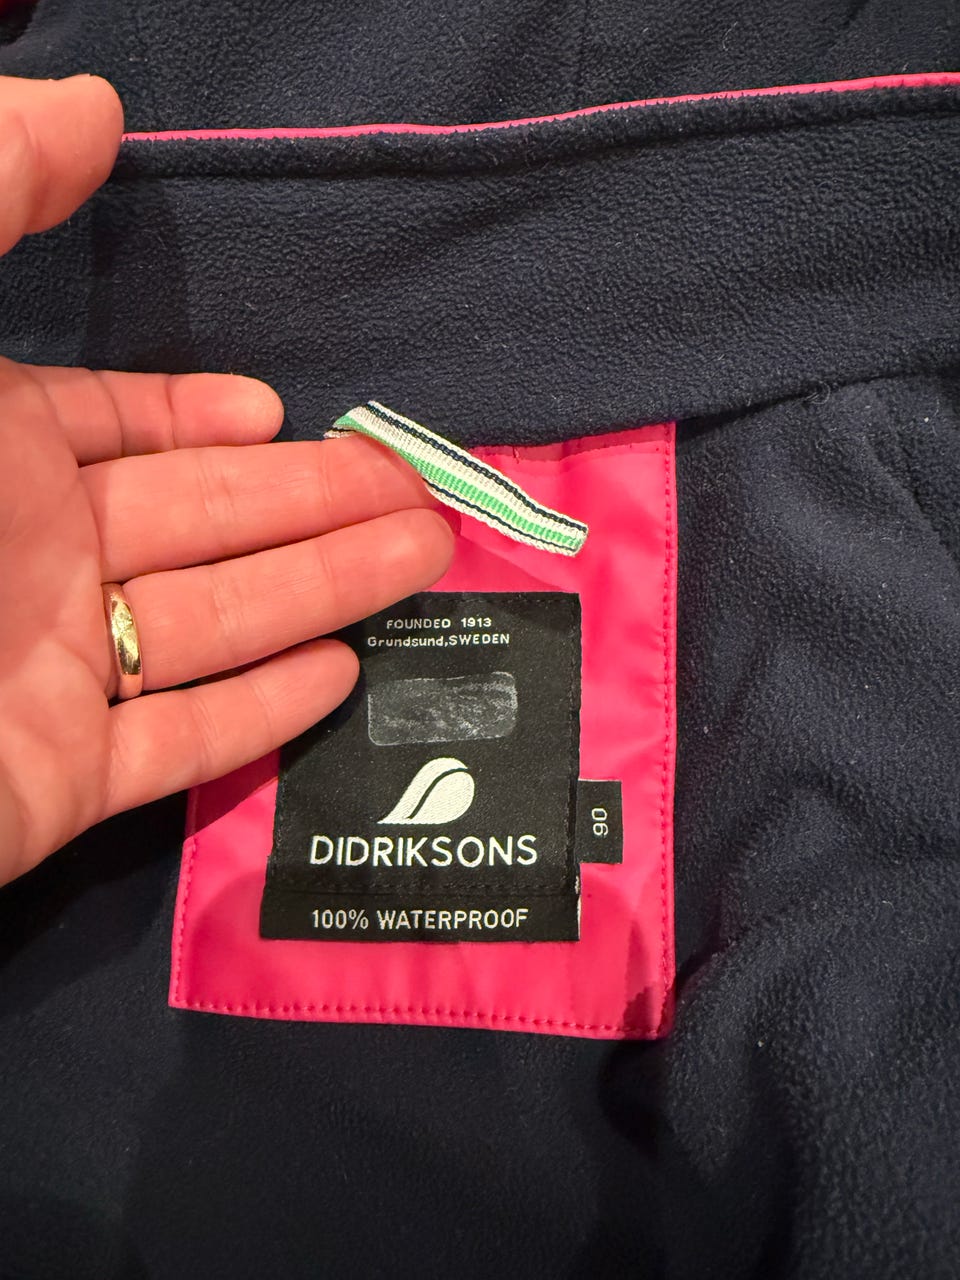 FOUNDED 1913
Grundsund,SWEDEN
DIDRIKSONS
90
100% WATERPROOF